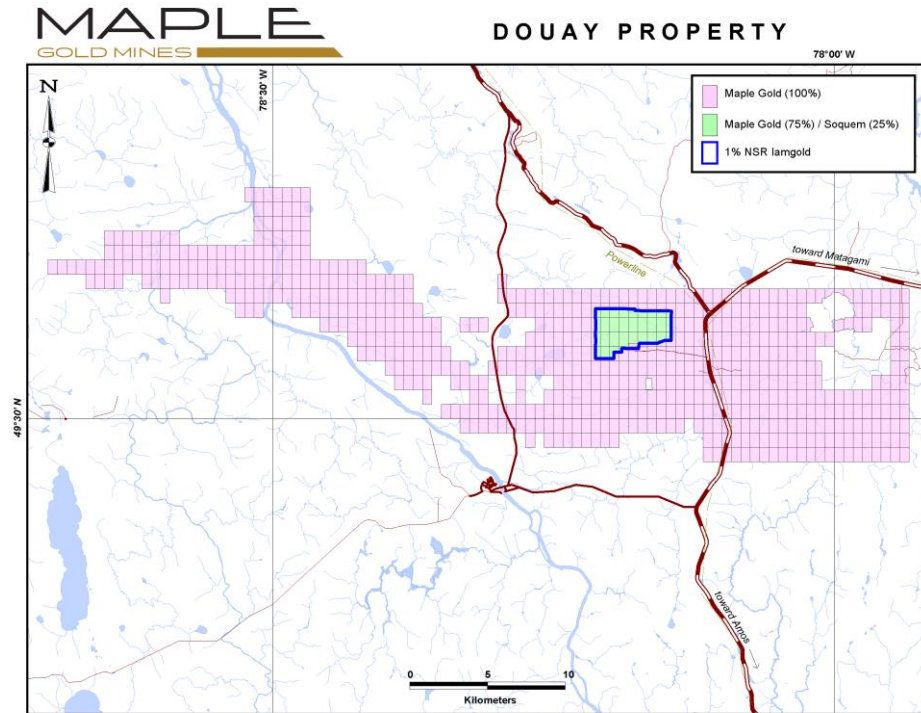 MAPLE
GOLD MINES
DOUAY PROPERTY
78°30' W
78°00' W
N
Maple Gold (100%)
Maple Gold (75%) / Soquem (25%)
1% NSR Iamgold
toward Matagami
Powerline
49°30' N
toward Amos
0 5 10
Kilometers